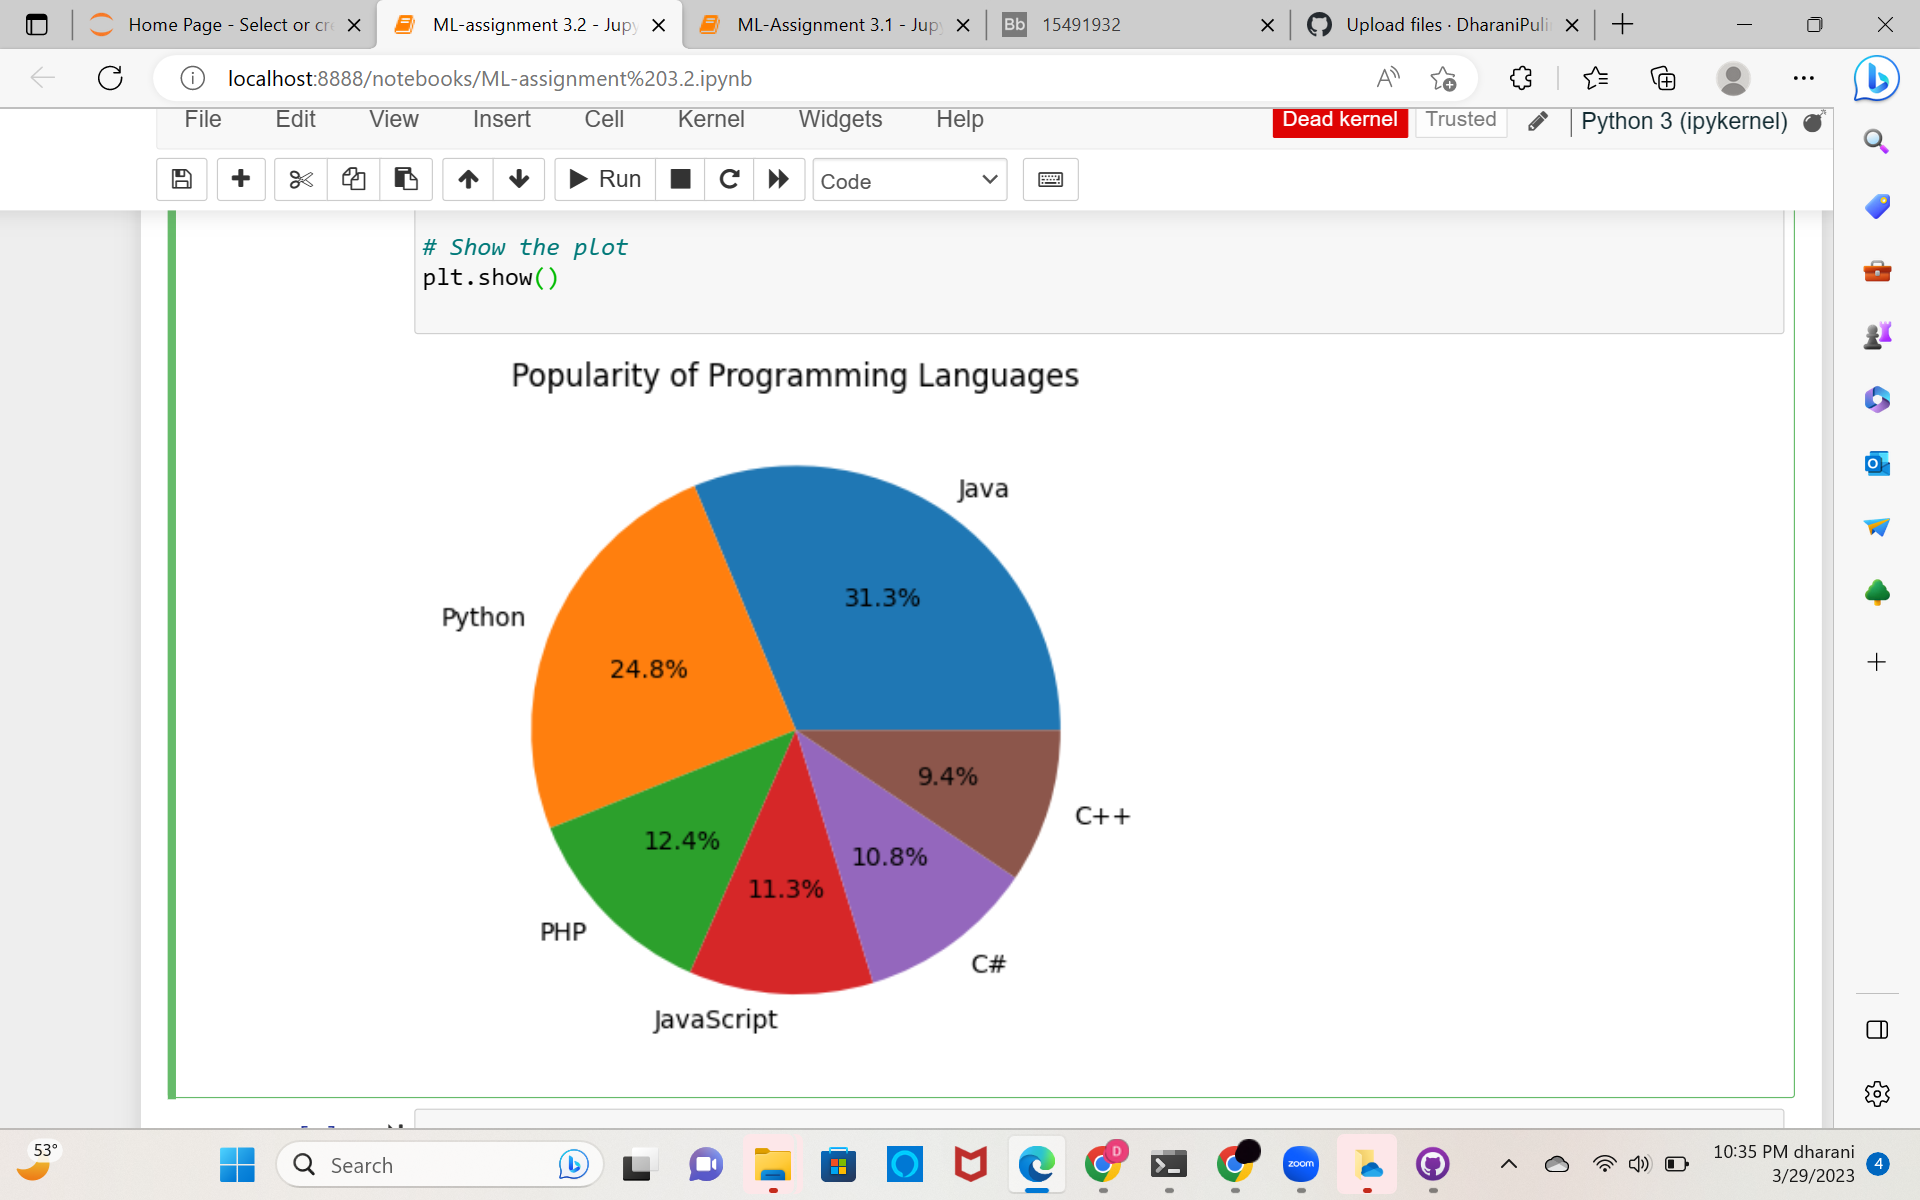 Home Page - Select or cr
ML-assignment 3.2 - Jupy
ML-Assignment 3.1 - Jup
Bb 15491932
Upload files · DharaniPuli
localhost:8888/notebooks/ML-assignment%203.2.ipynb
File Edit View Insert Cell Kernel Widgets Help
Dead kernel Trusted Python 3 (ipykernel)
Run Code
# Show the plot
plt.show()
Popularity of Programming Languages
Java
31.3%
Python
24.8%
9.4%
C++
12.4%
10.8%
11.3%
PHP
C#
JavaScript
53°
Search
D
zoom
10:35 PM dharani
3/29/2023
4